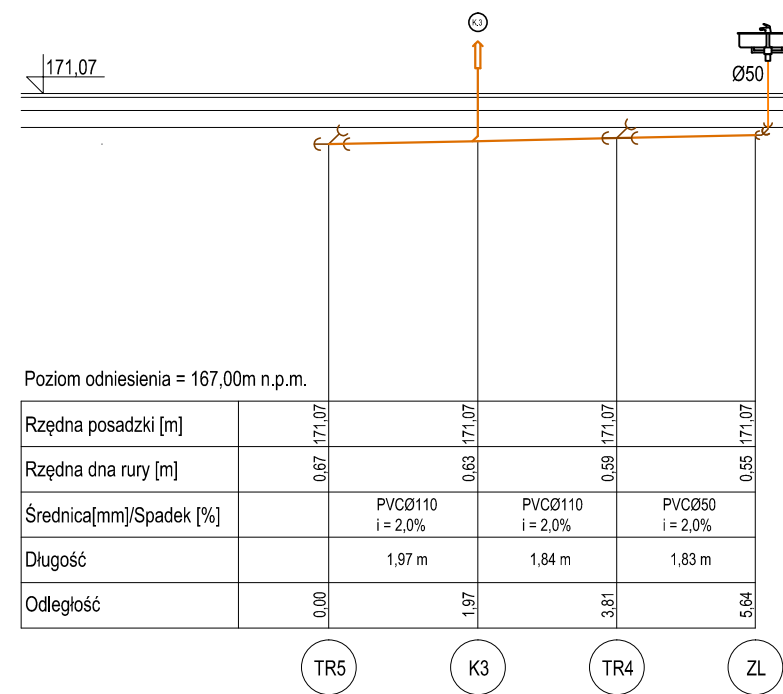 K3
171,07
Ø50
Poziom odniesienia = 167,00m n.p.m.
Rzędna posadzki [m] 171,07 171,07 171,07 171,07
Rzędna dna rury [m] 0,67 0,63 0,59 0,55
Średnica[mm]/Spadek [%] PVCØ110 PVCØ110 PVCØ50
i = 2,0% i = 2,0% i = 2,0%
Długość 1,97 m 1,84 m 1,83 m
Odległość 0,00 1,97 3,81 5,64
TR5 K3 TR4 ZL